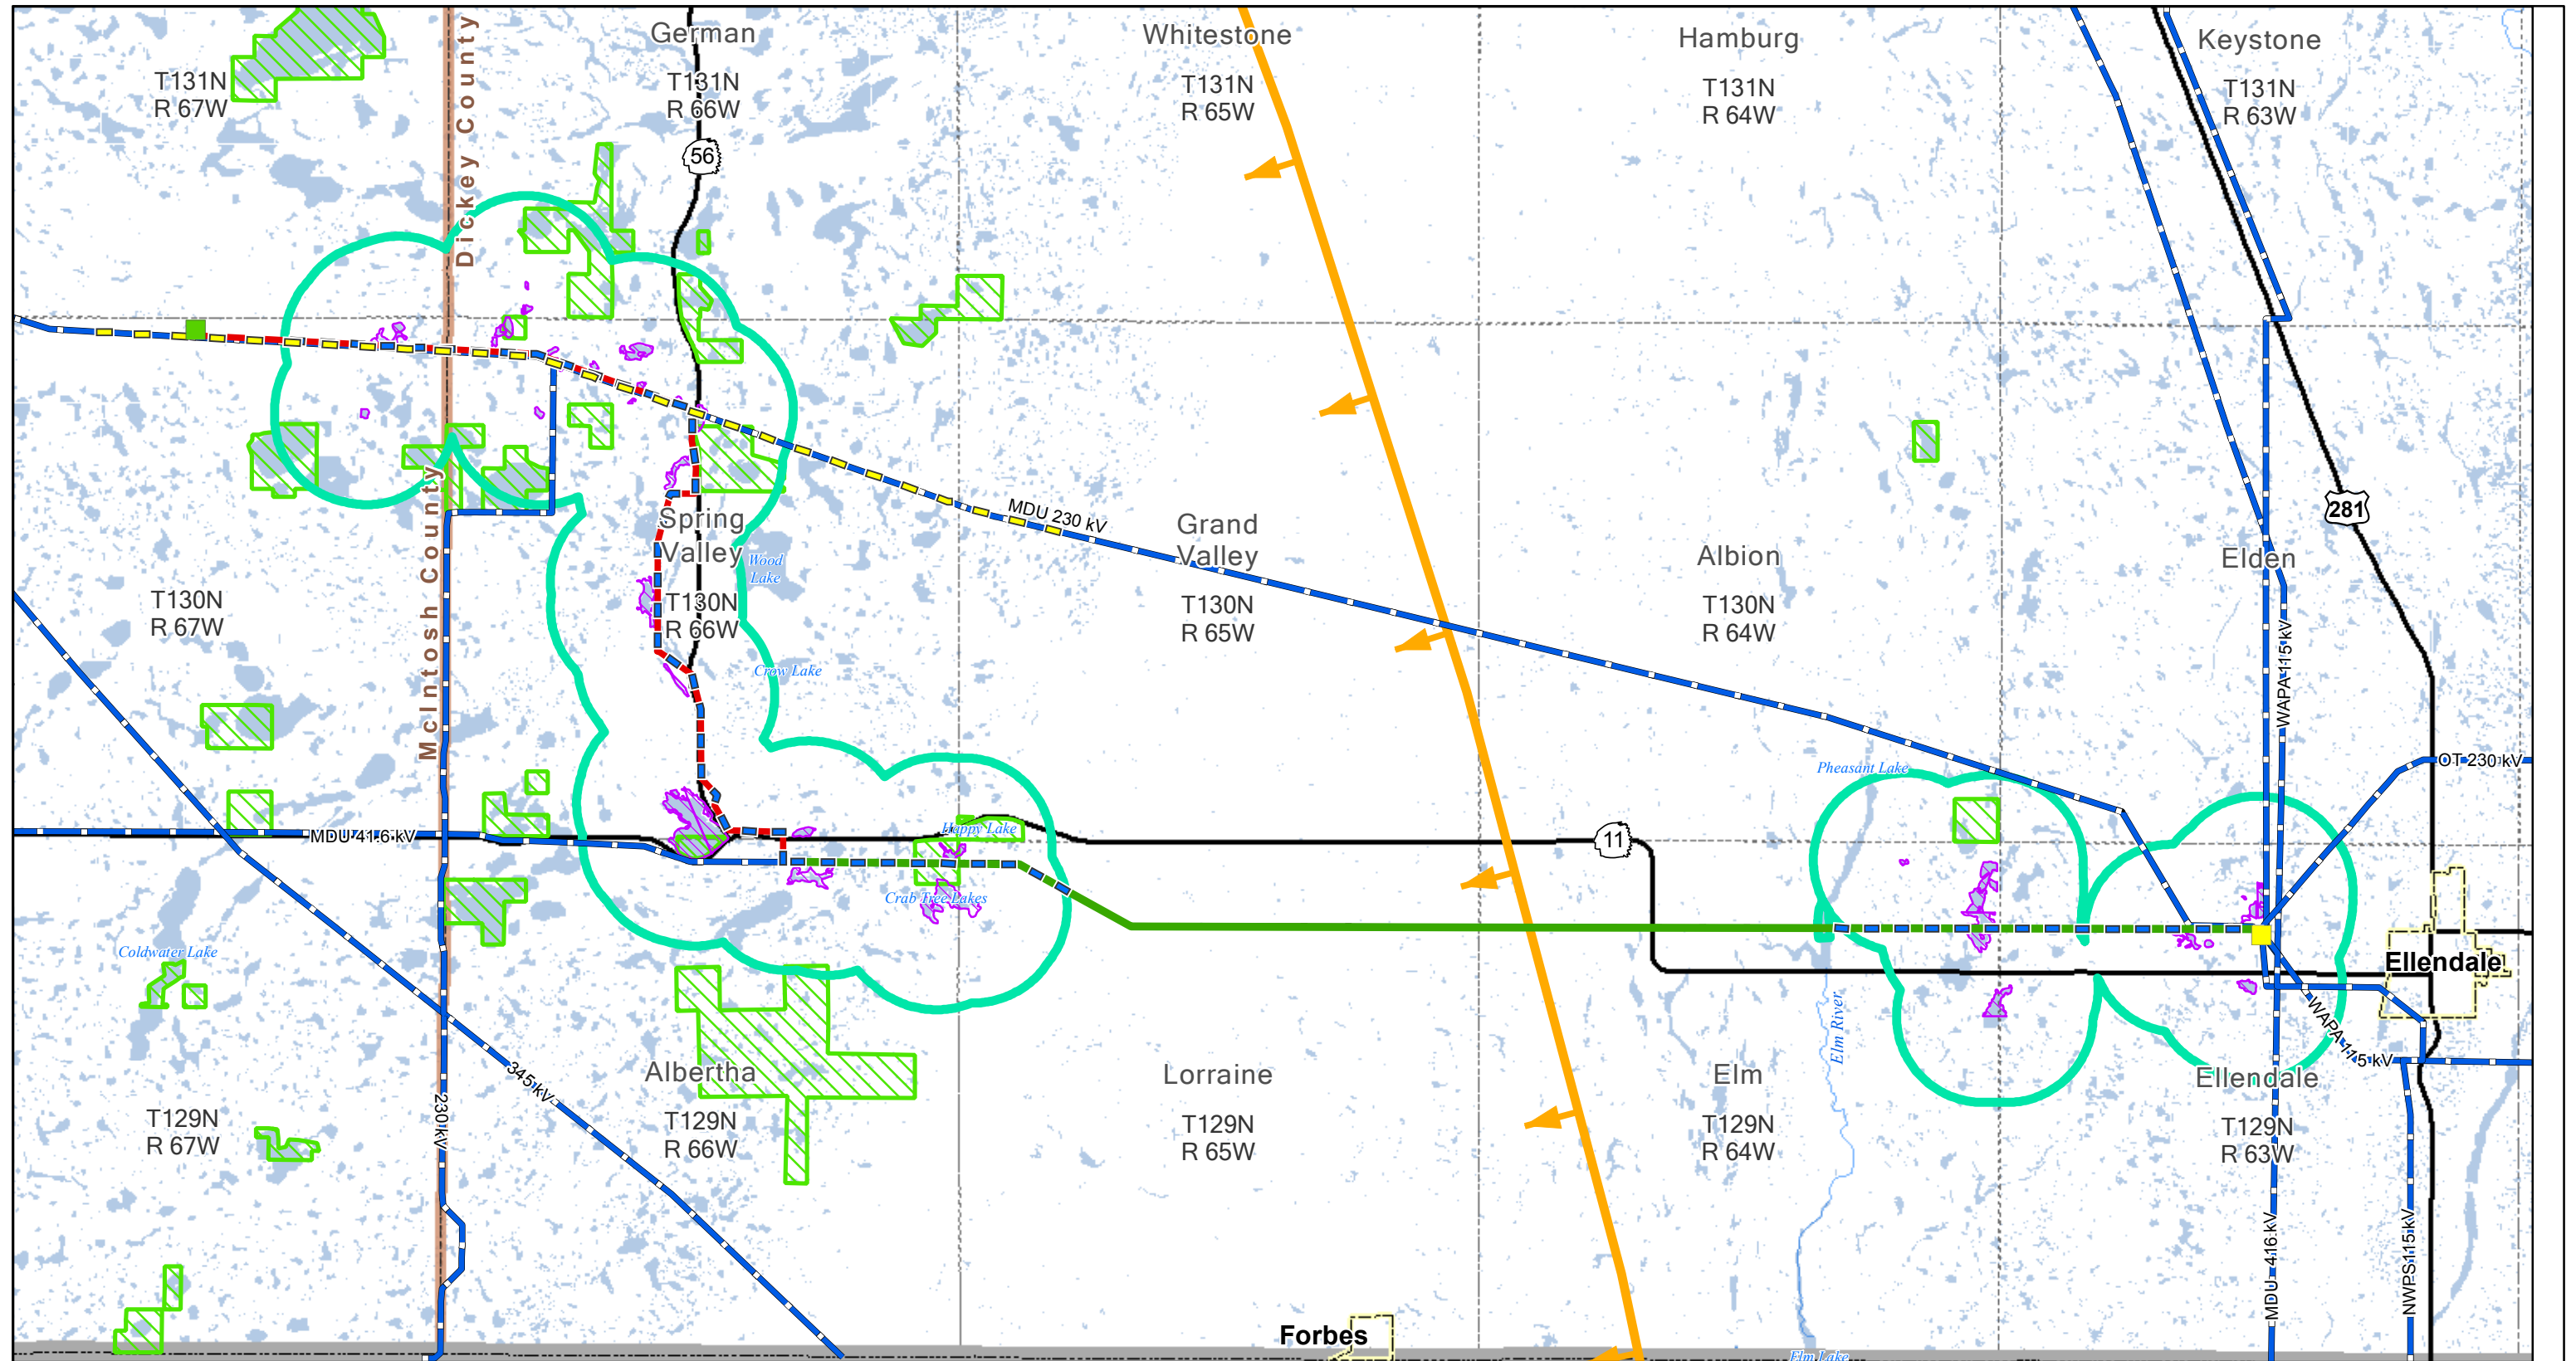 German
Whitestone
Hamburg
Keystone
T131N
R 67W
T131N
R 66W
T131N
R 65W
T131N
R 64W
T131N
R 63W
Dickey County
56
MDU 230 kV
281
Spring
Valley
Wood
Lake
Grand
Valley
Albion
Elden
T130N
R 67W
T130N
R 66W
T130N
R 65W
T130N
R 64W
McIntosh County
Crow Lake
WAPA 115 kV
OT 230 kV
Pheasant Lake
MDU 41.6 kV
Happy Lake
11
Crab Tree Lakes
Coldwater Lake
Ellendale
Elm River
WAPA 115 kV
345 kV
230 kV
Albertha
Lorraine
Elm
Ellendale
T129N
R 67W
T129N
R 66W
T129N
R 65W
T129N
R 64W
T129N
R 63W
MDU 416 kV
NWPS 115 kV
Forbes
Elm Lake